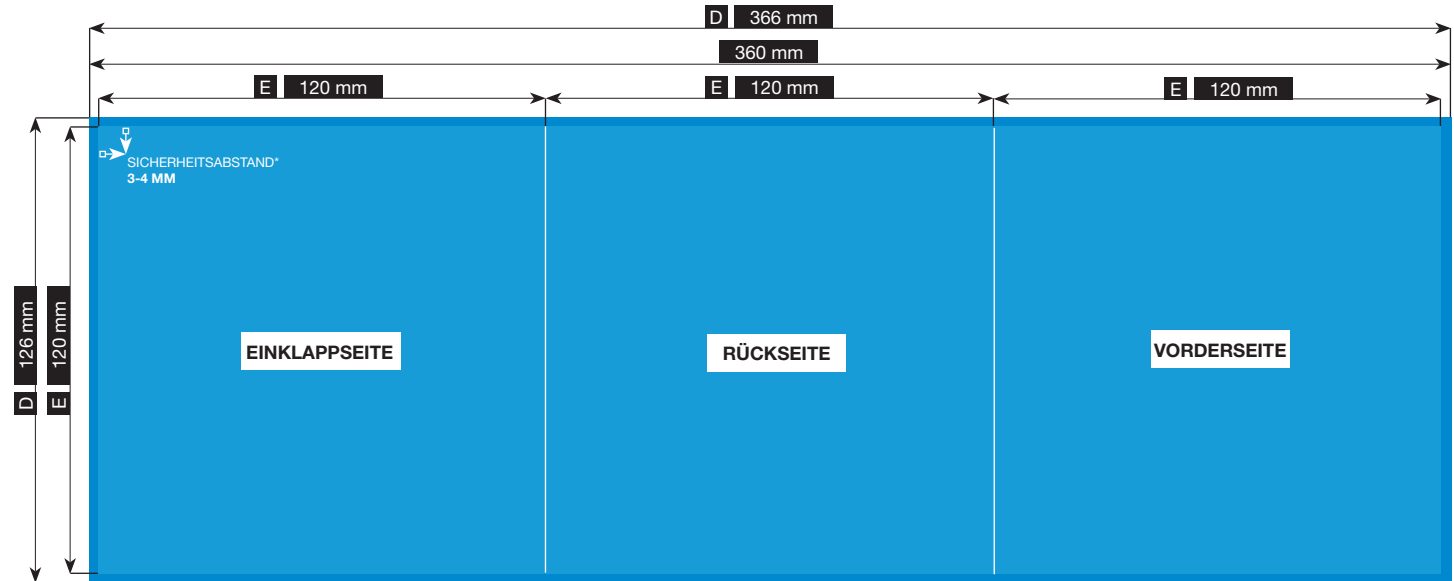 D 366 mm
360 mm
E 120 mm
E 120 mm
E 120 mm
SICHERHEITSABSTAND*
3-4 MM
D 126 mm
E 120 mm
EINKLAPPSEITE
RÜCKSEITE
VORDERSEITE